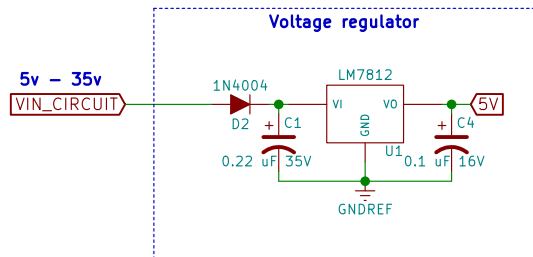 Voltage regulator
5v - 35v
VIN_CIRCUIT
1N4004
D2
+ C1
0.22 uF 35V
LM7812
VI VO
GND
U1
+ C4
0.1 uF 16V
5V
GNDREF